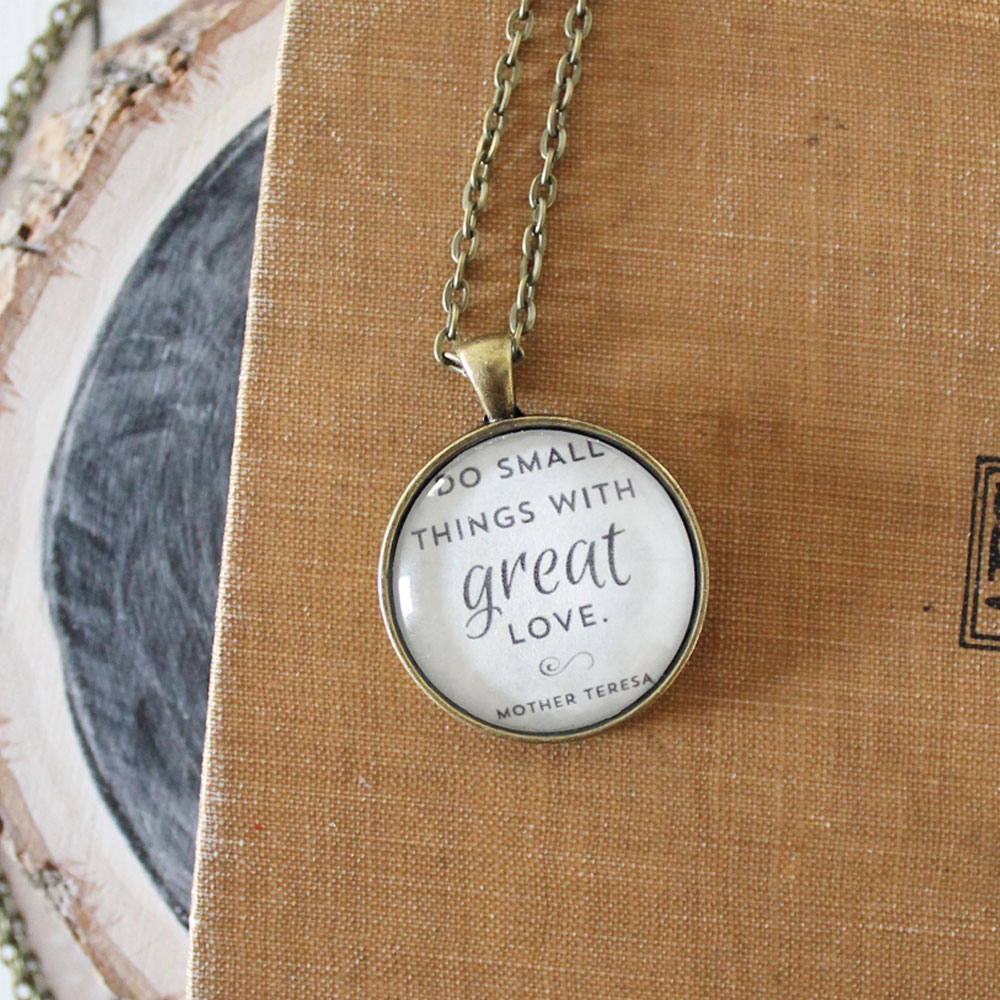 DO SMALL
THINGS WITH
great
LOVE.
MOTHER TERESA